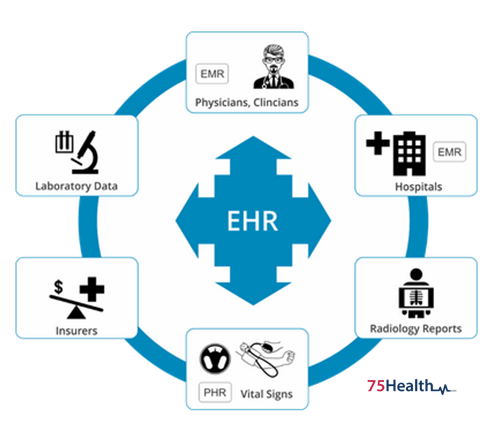 EMR
Physicians, Clincians
Laboratory Data
EMR
Hospitals
EHR
$
Insurers
Radiology Reports
PHR
Vital Signs
75Health